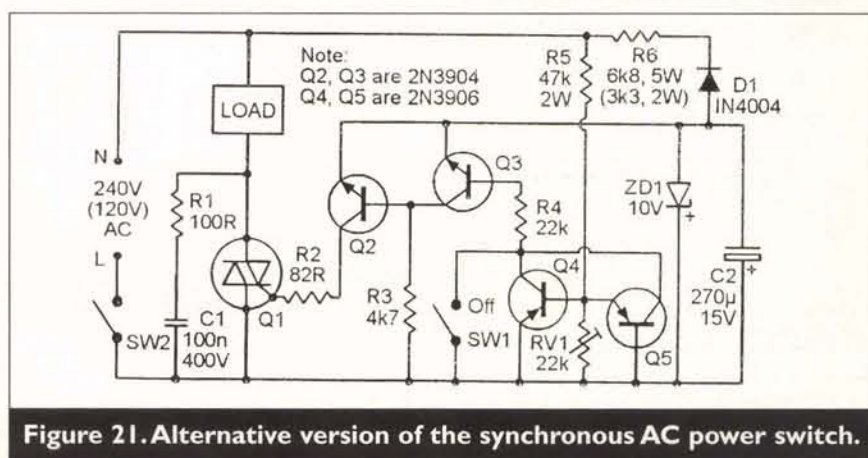 Note:
Q2, Q3 are 2N3904
Q4, Q5 are 2N3906
R5
47k
2W
R6
6k8, 5W
(3k3, 2W)
D1
IN4004
LOAD
N
240V
(120V)
AC
L
R1
100R
Q3
Q2
R4
22k
ZD1
10V
R2
82R
Q4
C2
270µ
15V
R3
4k7
Off
SW1
RV1
22k
Q5
SW2
C1
100n
400V
Q1
+
+
Figure 21. Alternative version of the synchronous AC power switch.